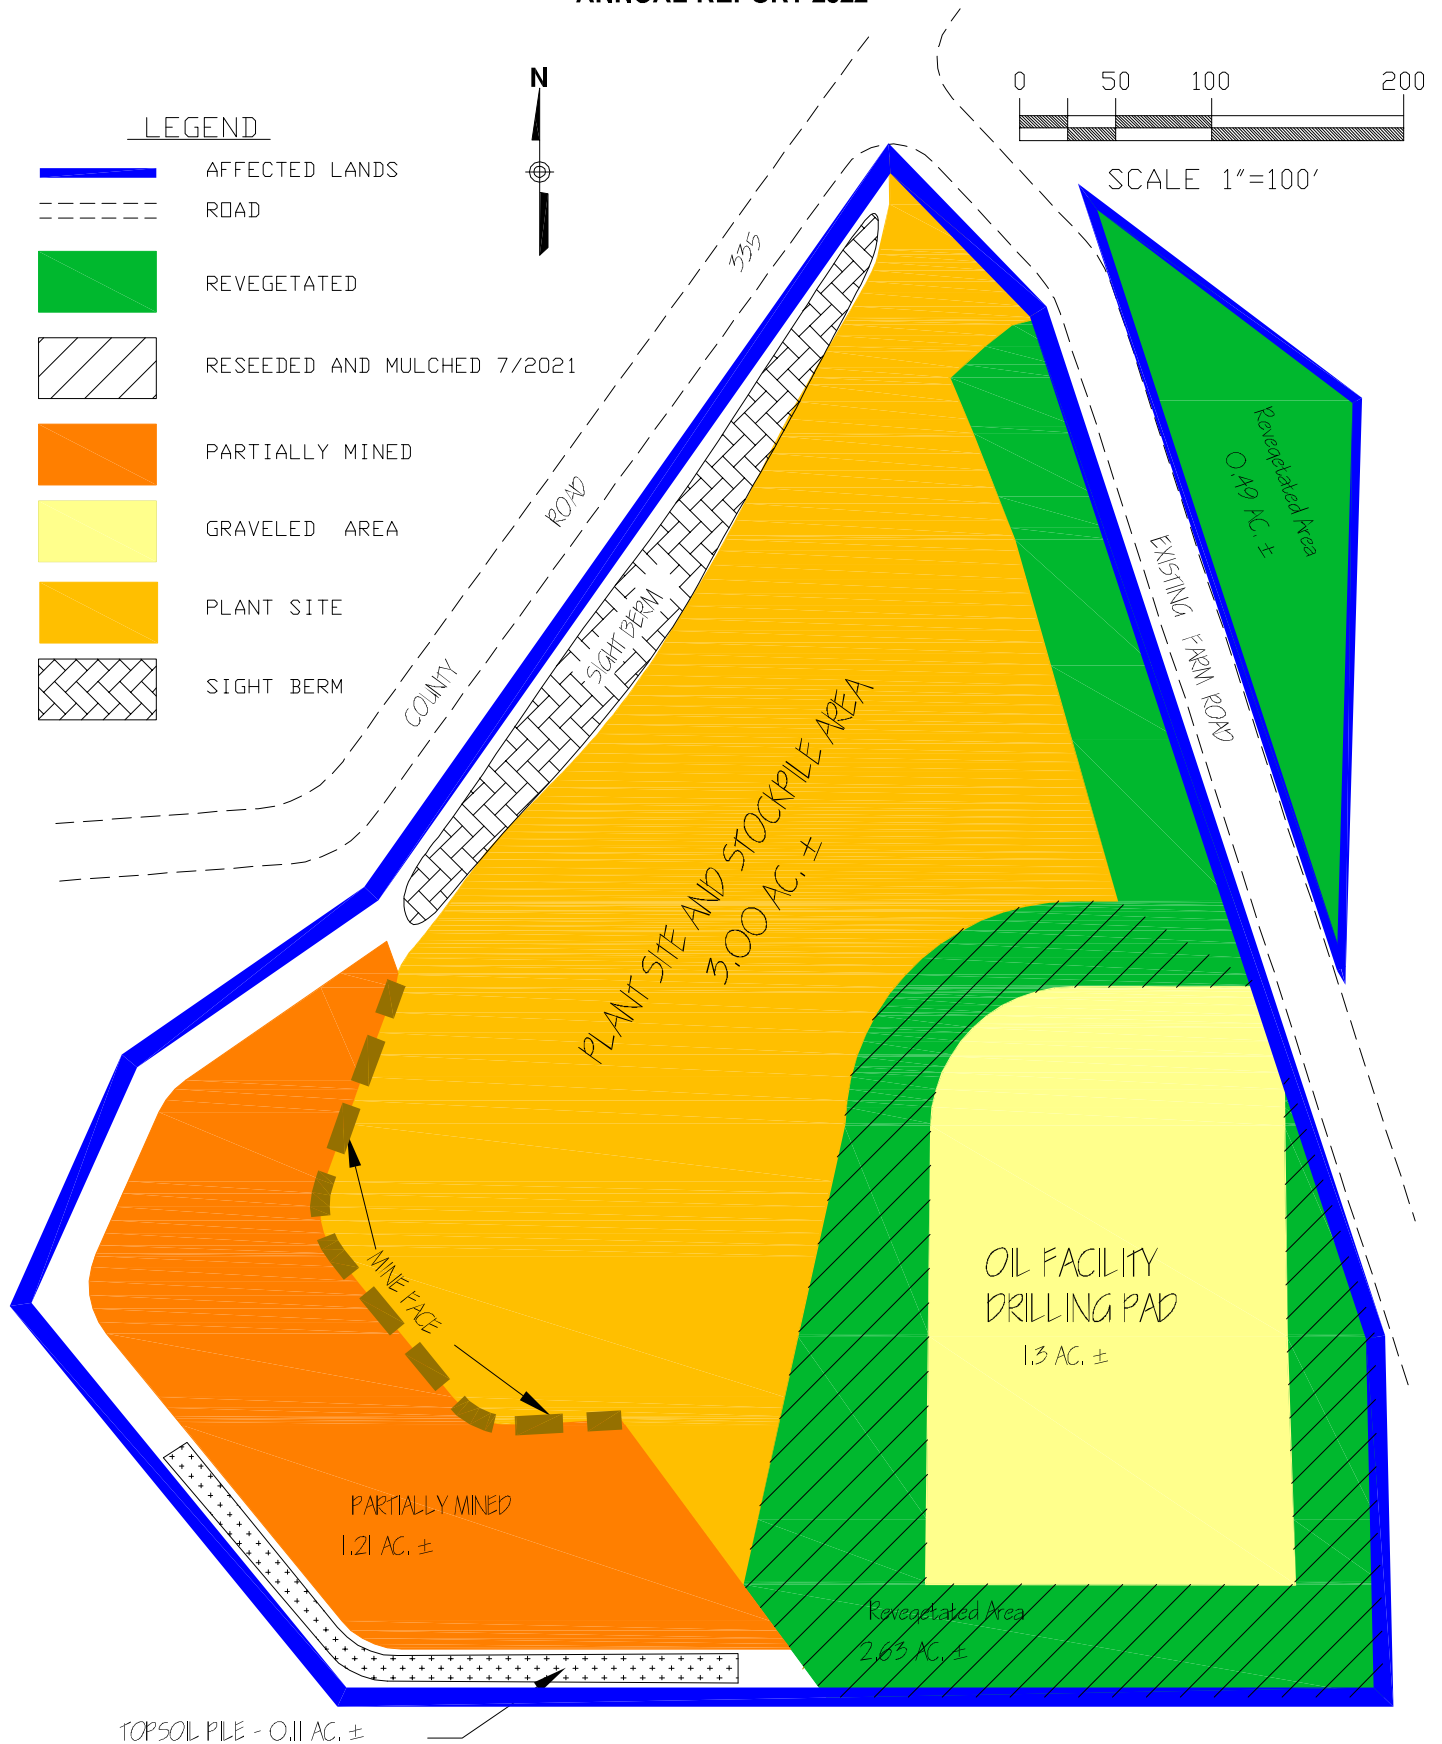 ANNUAL REPORT 2022
N
0 50 100 200
SCALE 1"=100'
LEGEND
AFFECTED LANDS
ROAD
REVEGETATED
RESEEDED AND MULCHED 7/2021
PARTIALLY MINED
GRAVELED AREA
PLANT SITE
SIGHT BERM
COUNTY ROAD 335
SIGHT BERM
EXISTING FARM ROAD
Revegetated Area
0.49 AC. ±
PLANT SITE AND STOCKPILE AREA
3.00 AC. ±
MINE FACE
OIL FACILITY
DRILLING PAD
1.3 AC. ±
PARTIALLY MINED
1.21 AC. ±
Revegetated Area
2.63 AC. ±
TOPSOIL PILE - 0.11 AC. ±